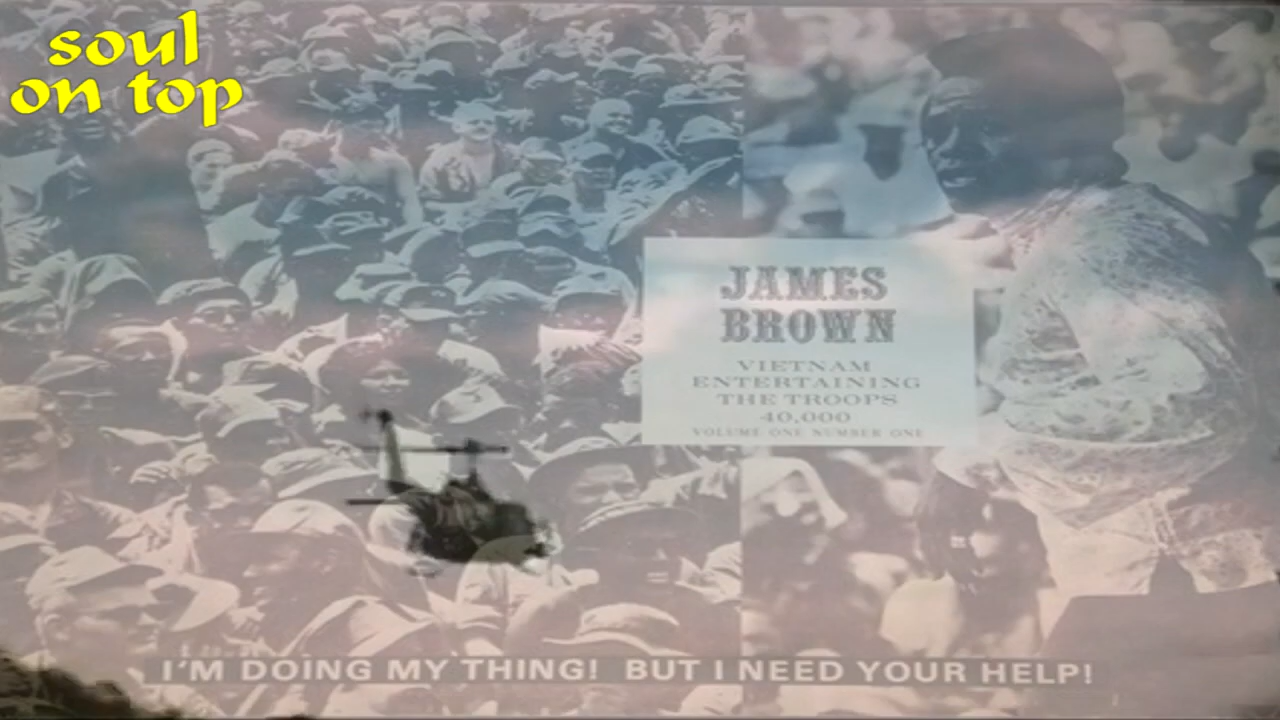 soul
on top
JAMES
BROWN
VIETNAM
ENTERTAINING
THE TROOPS
40,000
VOLUME ONE NUMBER ONE
I'M DOING MY THING! BUT I NEED YOUR HELP!